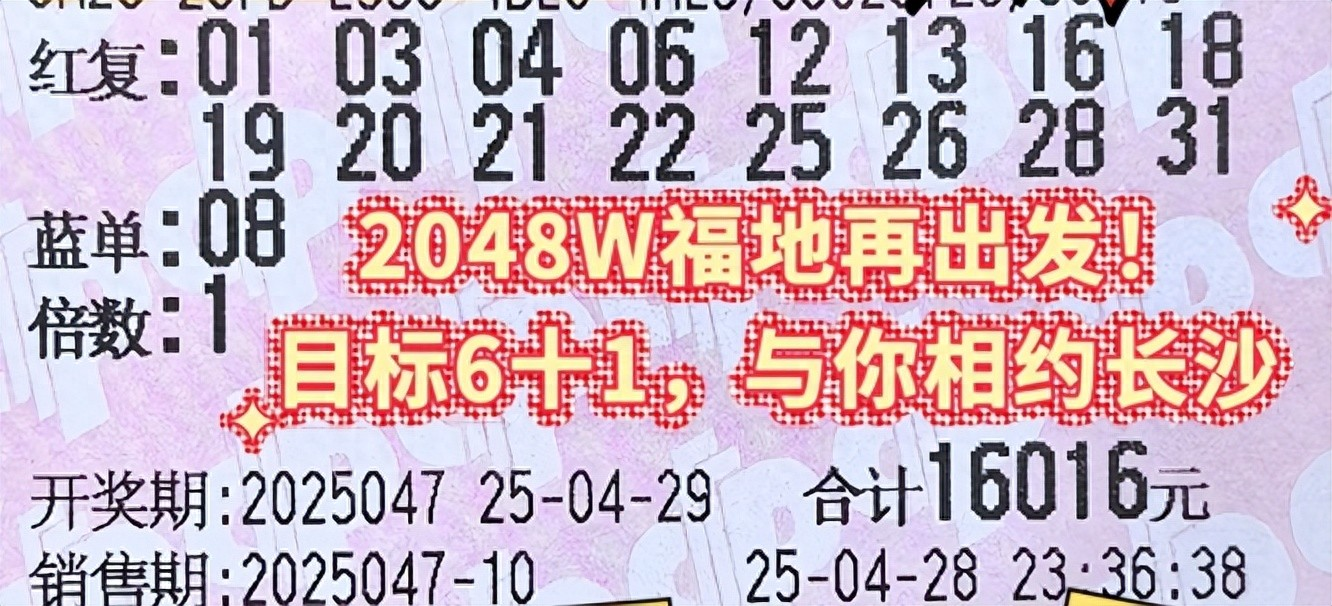 红复:01 03 04 06 12 13 16 18
19 20 21 22 25 26 28 31
蓝单:08
2048W福地再出发!
倍数:1
目标6+1，与你相约长沙
开奖期:2025047 25-04-29 合计16016元
销售期:2025047-10 25-04-28 23:36:38